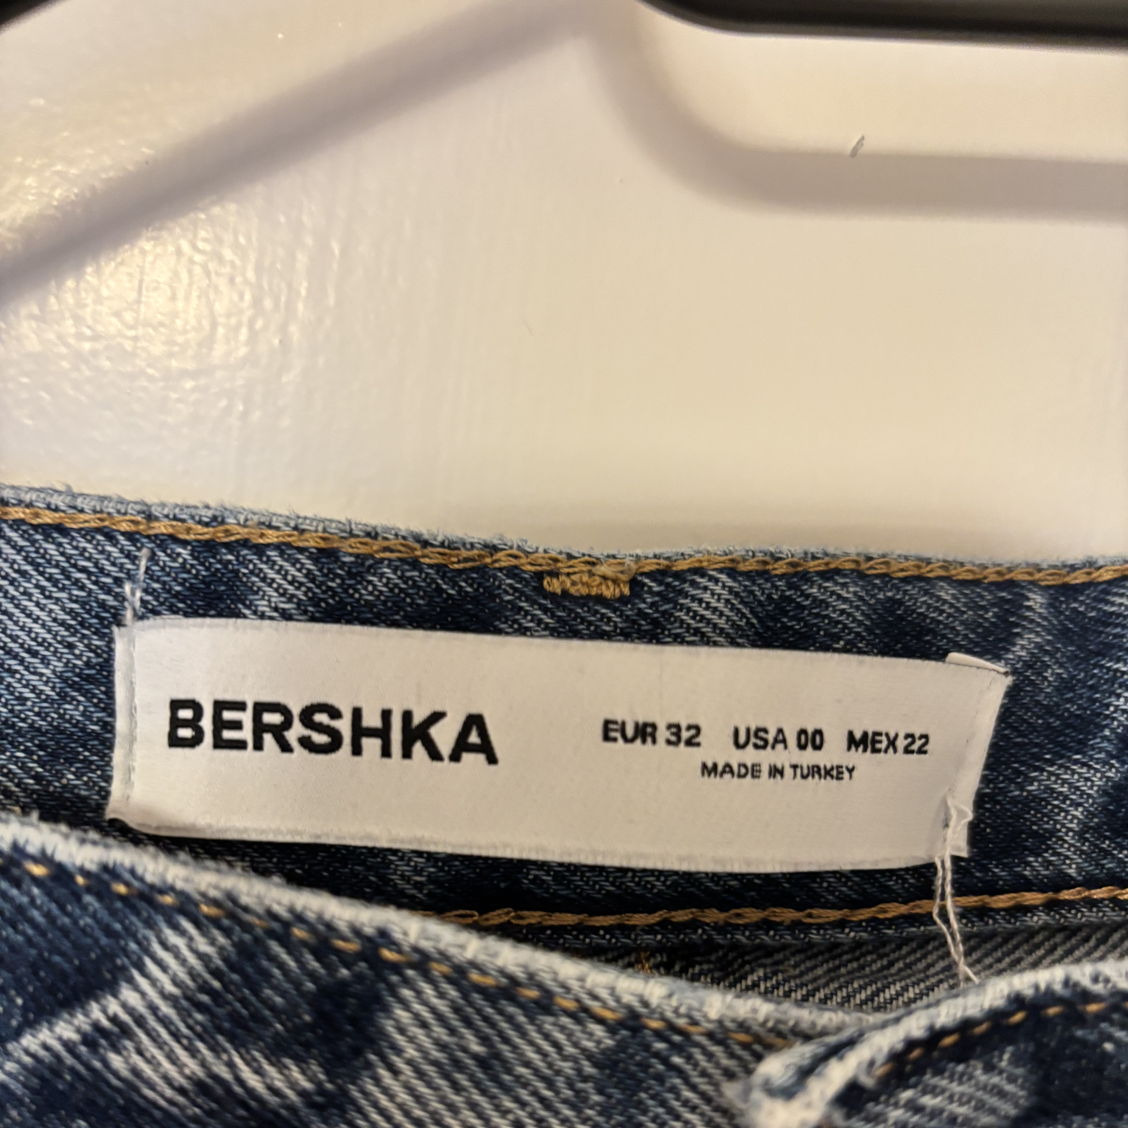 BERSHKA
EUR 32 USA 00 MEX 22
MADE IN TURKEY